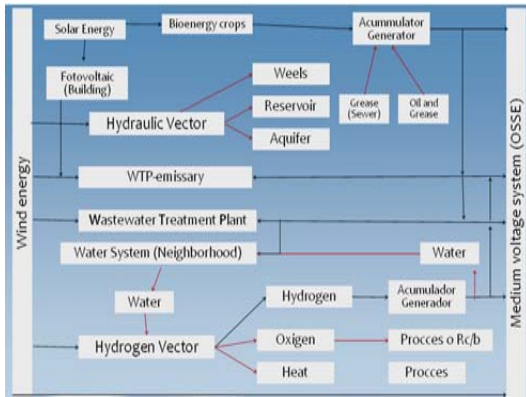 Solar Energy
Bioenergy crops
Acummulator
Generator
Fotovoltaic
(Building)
Weels
Grease
(Sewer)
Oil and
Grease
Hydraulic Vector
Reservoir
Aquifer
WTP-emissary
Wastewater Treatment Plant
Water System (Neighborhood)
Water
Water
Hydrogen
Acumulador
Generador
Hydrogen Vector
Oxigen
Procces o Rc/b
Heat
Procces
Wind energy
Medium voltage system (OSSE)